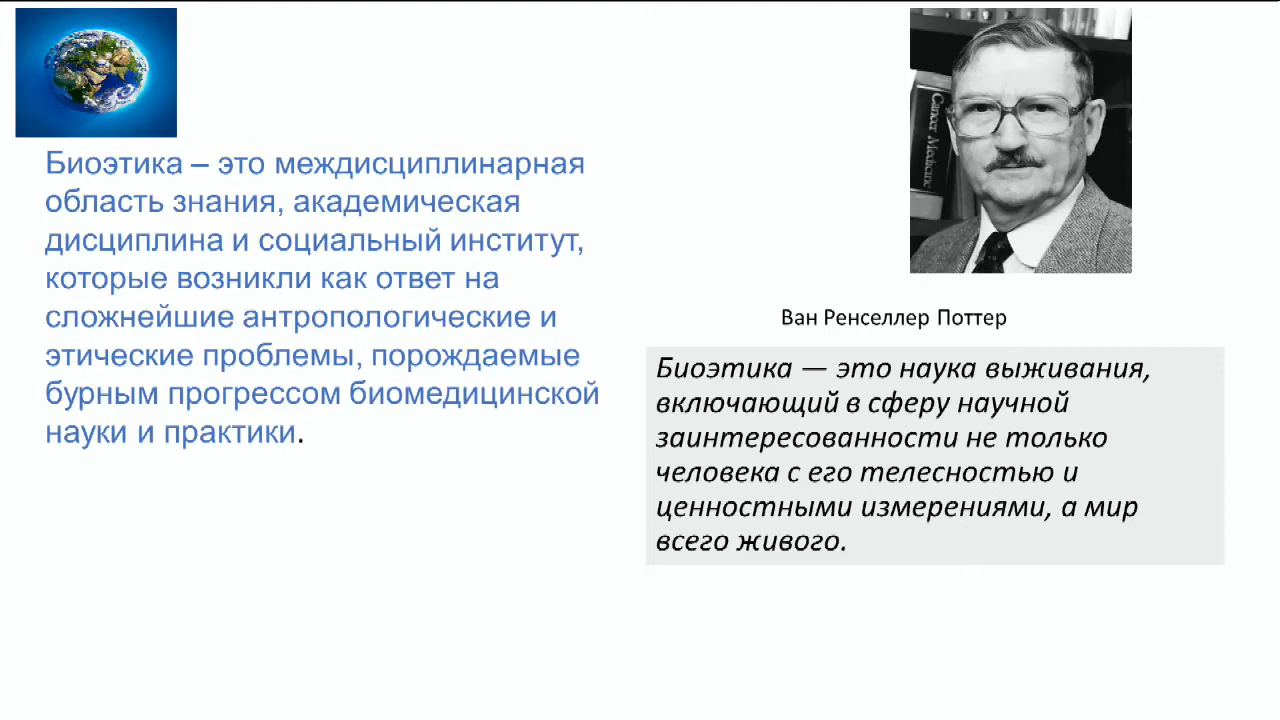 Биоэтика – это междисциплинарная
область знания, академическая
дисциплина и социальный институт,
которые возникли как ответ на
сложнейшие антропологические и
этические проблемы, порождаемые
бурным прогрессом биомедицинской
науки и практики.
Cancer Medicine
Ван Ренселлер Поттер
Биоэтика — это наука выживания,
включающий в сферу научной
заинтересованности не только
человека с его телесностью и
ценностными измерениями, а мир
всего живого.